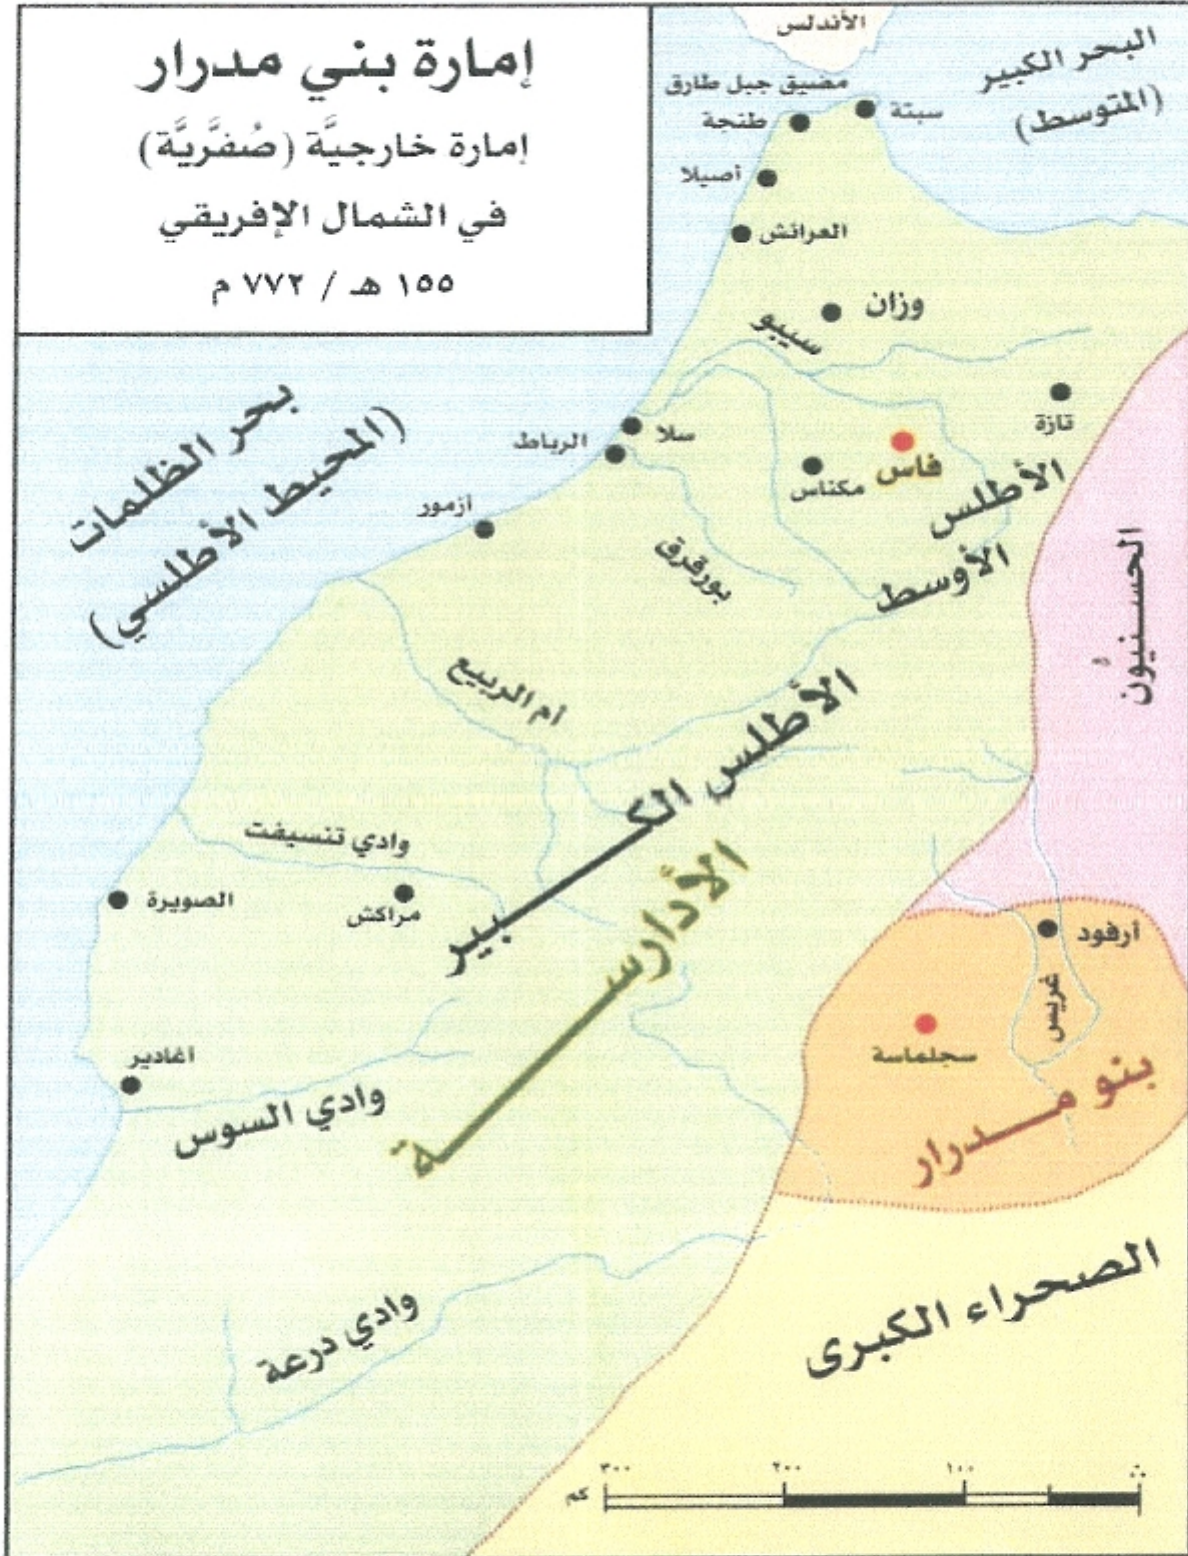 إمارة بني مدرار
إمارة خارجيَّة (صُفَّريَّة)
في الشمال الإفريقي
١٥٥ هـ / ٧٧٢ م
الأندلس
البحر الكبير
(المتوسط)
مضيق جبل طارق
سبتة
طنجة
أصيلا
العرائش
وزان
سيبو
تازة
بحر الظلمات
(المحيط الأطلسي)
سلا
الرباط
فاس
مكناس
الأطلس
الأوسط
أزمور
بورقرق
الحسنيون
أم الربيع
الأطلس الكبير
وادي تنسيفت
الصويرة
مراكش
الأدارسة
أرفود
غريس
سجلماسة
بنو مدرار
أغادير
وادي السوس
الصحراء الكبرى
وادي درعة
٣٠٠
٢٠٠
١٠٠
كم